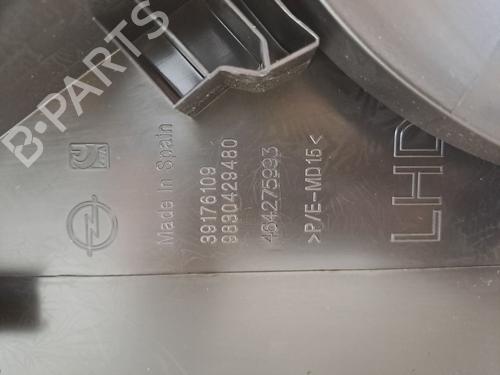 B-PARTS
Made In Spain
39176109
9830429480
464275993
>P/E-MD15<
LHD